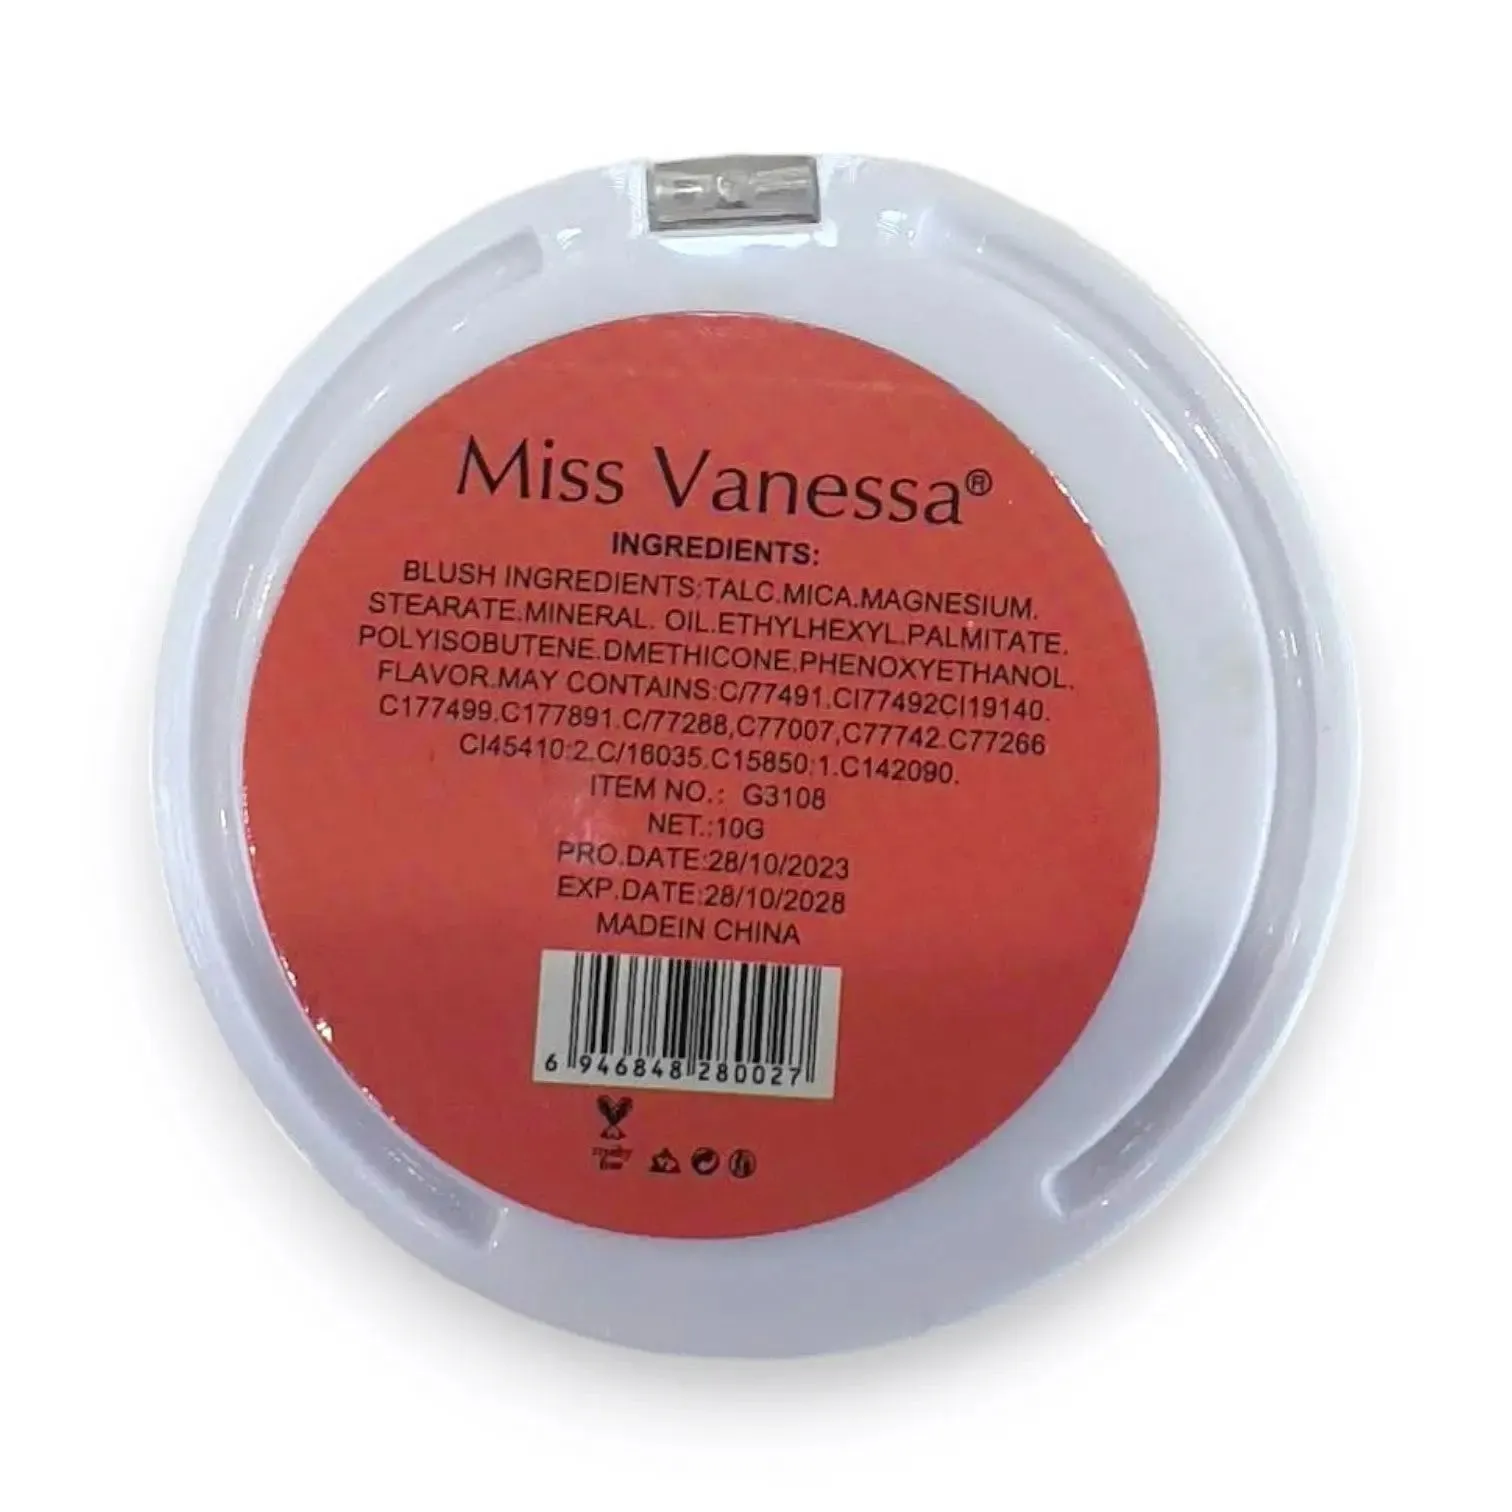 Miss Vanessa®
INGREDIENTS:
BLUSH INGREDIENTS:TALC.MICA.MAGNESIUM.
STEARATE.MINERAL. OIL.ETHYLHEXYL.PALMITATE.
POLYISOBUTENE.DMETHICONE.PHENOXYETHANOL.
FLAVOR.MAY CONTAINS:C/77491.CI77492CI19140.
C177499.C177891.C/77288,C77007,C77742.C77266
CI45410:2.C/16035.C15850:1.C142090.
ITEM NO.: G3108
NET.:10G
PRO.DATE:28/10/2023
EXP.DATE:28/10/2028
MADEIN CHINA
6 946848 280027
cruelty
free